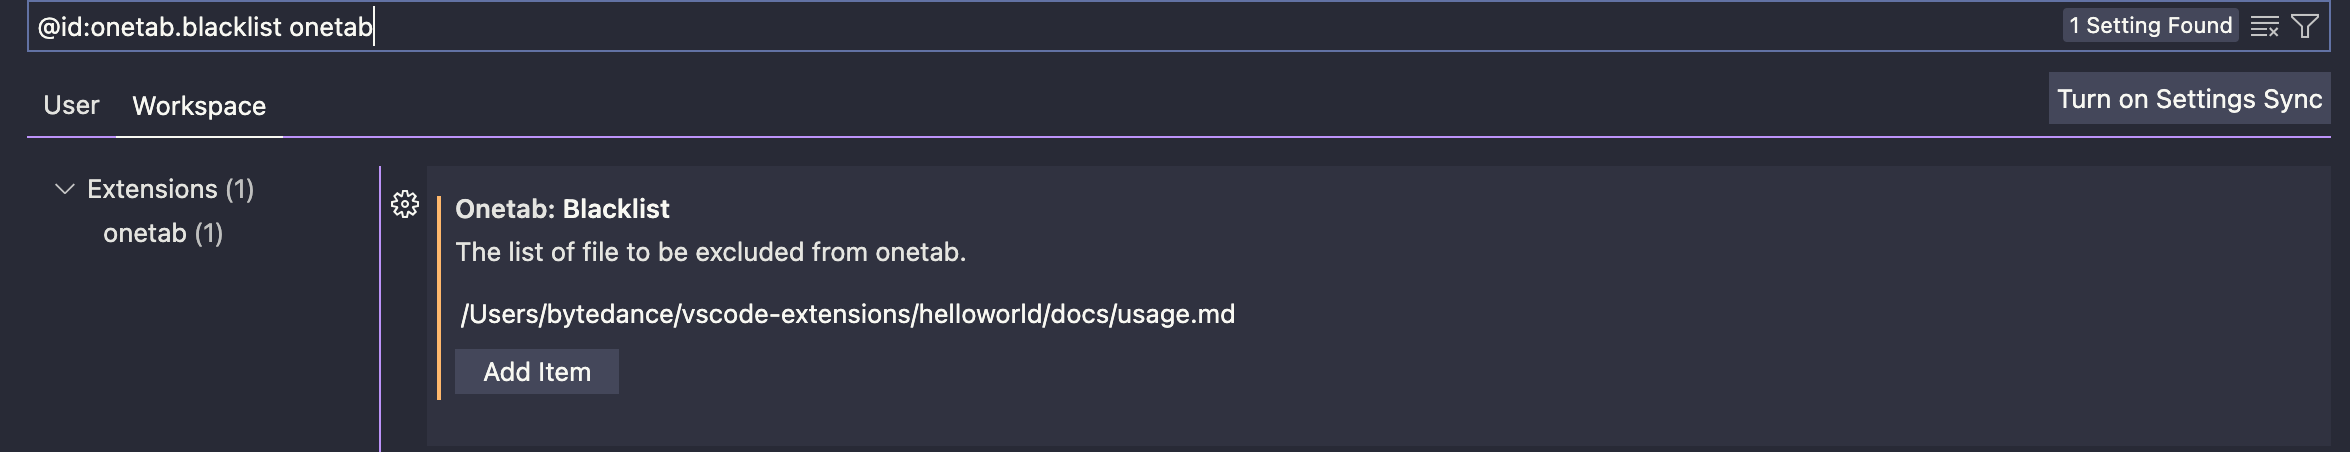 @id:onetab.blacklist onetab
1 Setting Found
User
Workspace
Turn on Settings Sync
Extensions (1)
onetab (1)
Onetab: Blacklist
The list of file to be excluded from onetab.
/Users/bytedance/vscode-extensions/helloworld/docs/usage.md
Add Item